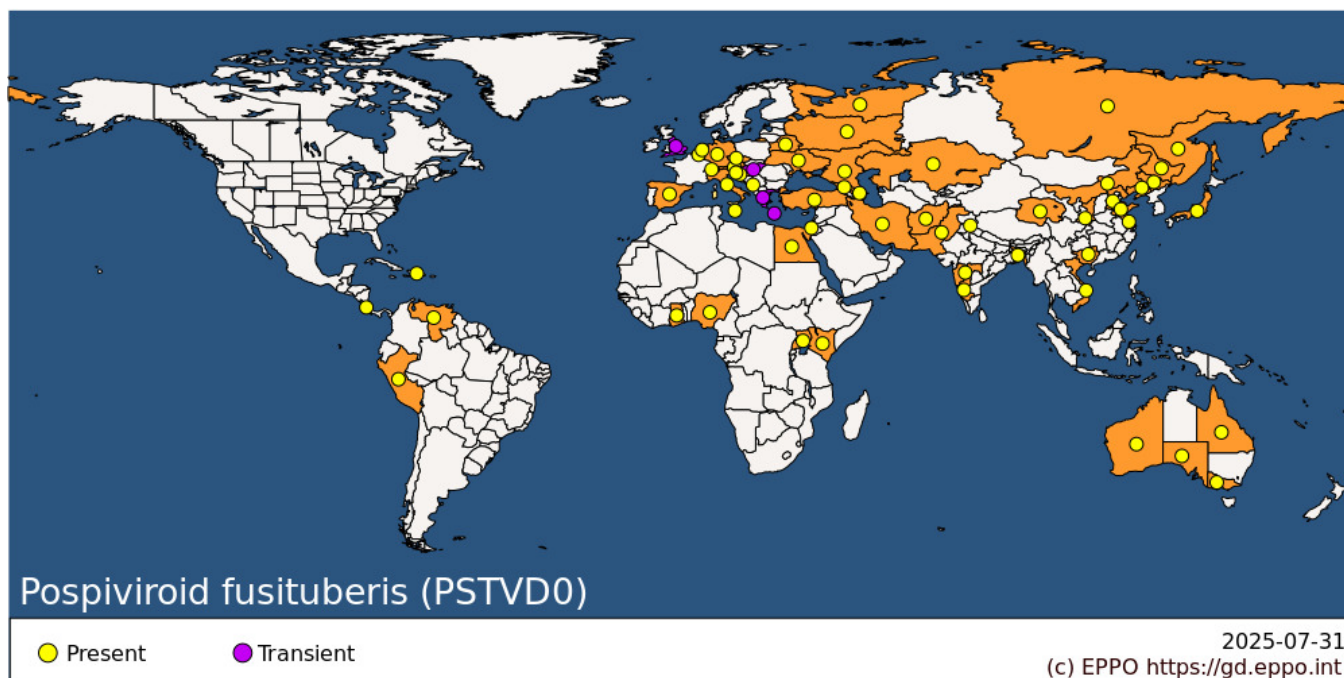 Pospiviroid fusituberis (PSTVD0)
Present
Transient
2025-07-31
(c) EPPO https://gd.eppo.int